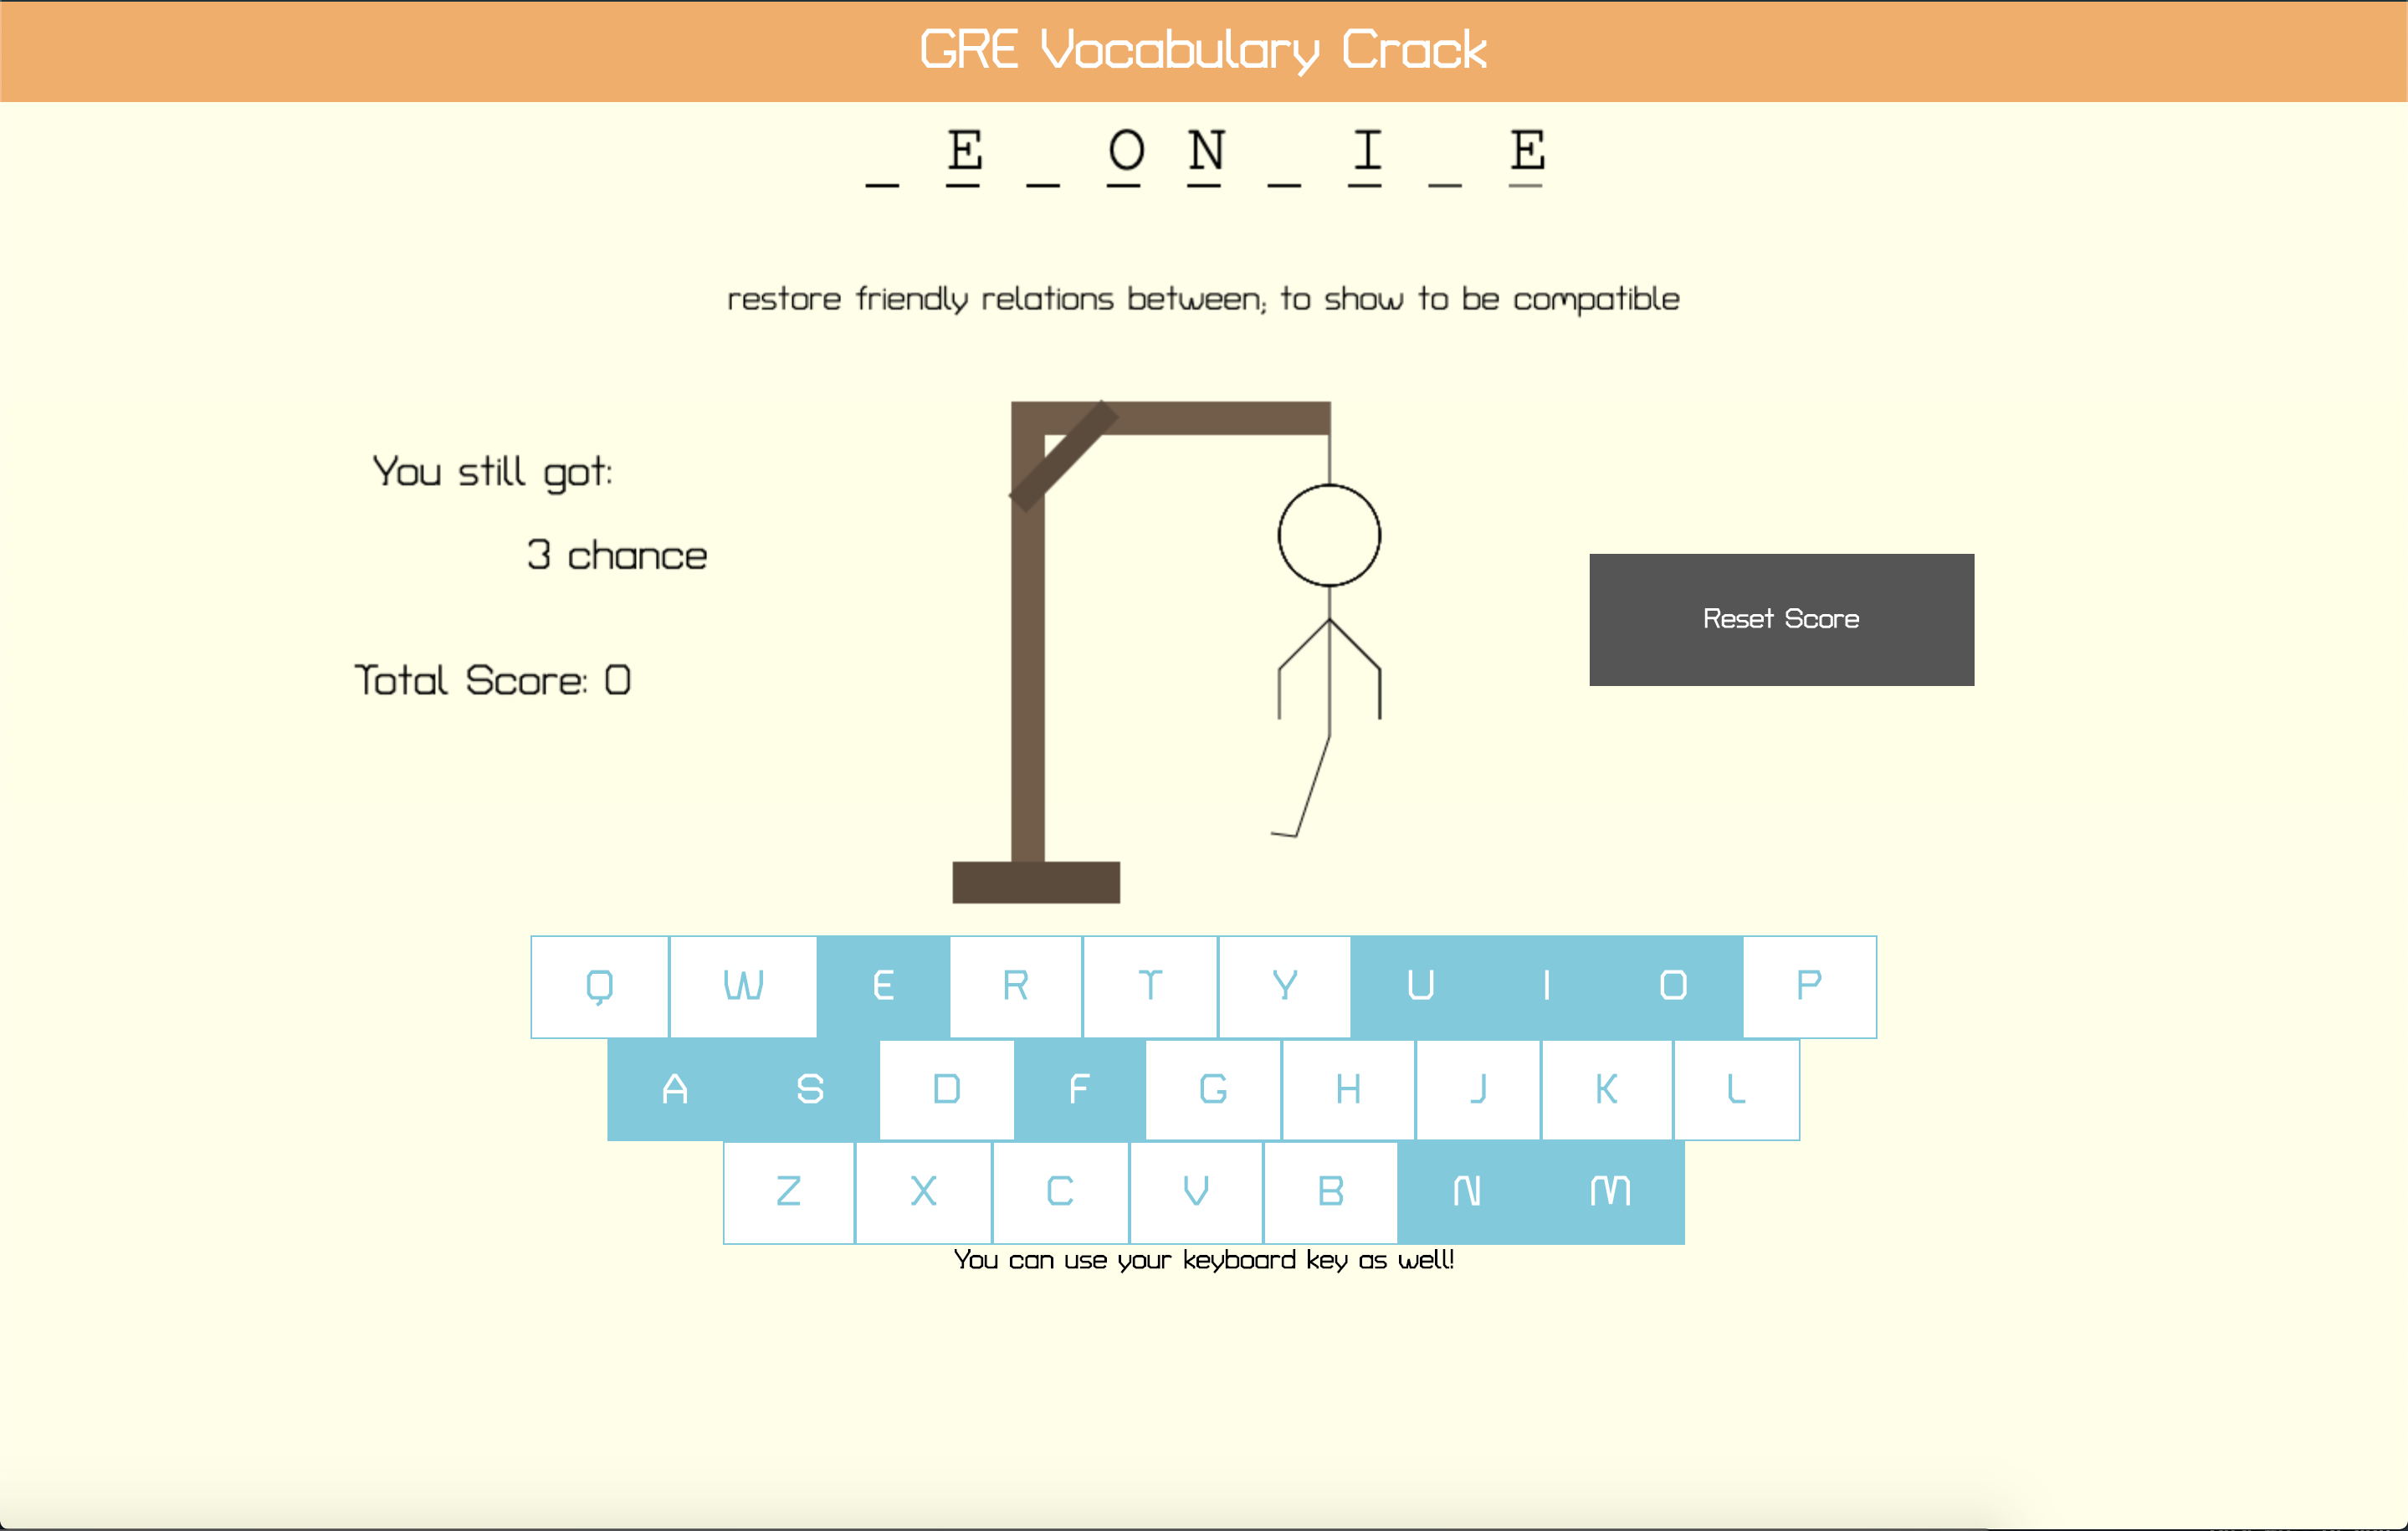 GRE Vocabulary Crack
_ E _ O N _ I _ E
restore friendly relations between; to show to be compatible
You still got:
3 chance
Total Score: 0
Reset Score
Q W E R T Y U I O P
A S D F G H J K L
Z X C V B N M
You can use your keyboard key as well!